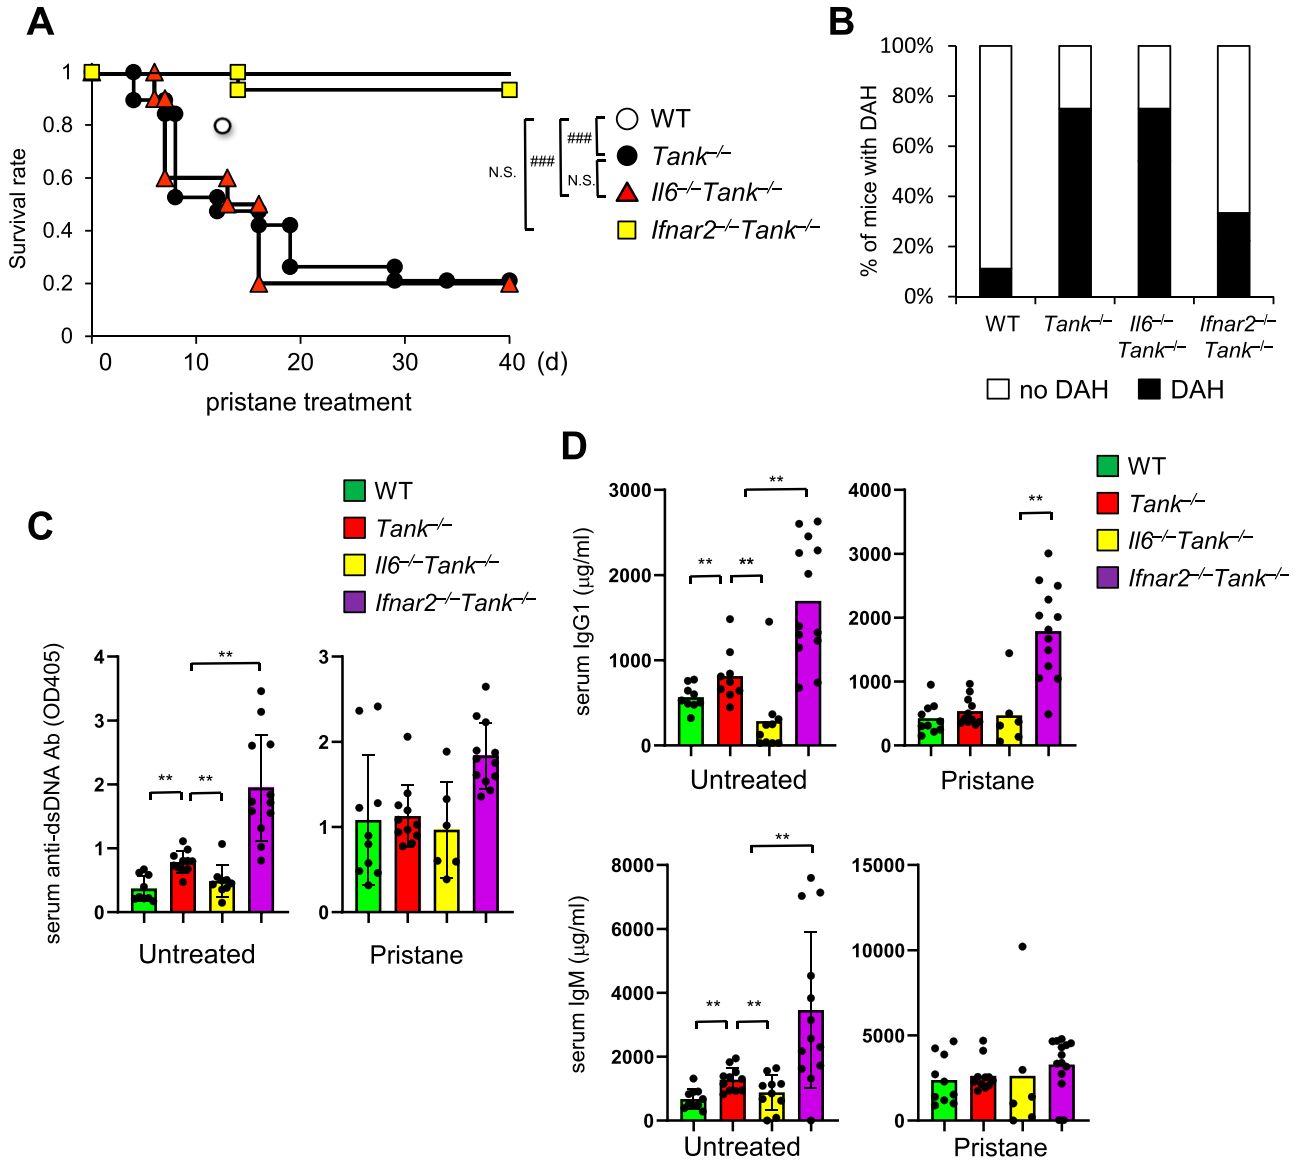 A
1
0.8
0.6
0.4
0.2
0
Survival rate
0
10
20
30
40
(d)
pristane treatment
N.S.
###
###
N.S.
WT
Tank–/–
Il6–/–Tank–/–
Ifnar2–/–Tank–/–
B
100%
80%
60%
40%
20%
0%
% of mice with DAH
WT
Tank–/–
Il6–/–
Tank–/–
Ifnar2–/–
Tank–/–
no DAH
DAH
C
WT
Tank–/–
Il6–/–Tank–/–
Ifnar2–/–Tank–/–
serum anti-dsDNA Ab (OD405)
4
3
2
1
0
**
**
**
Untreated
3
2
1
0
Pristane
D
WT
Tank–/–
Il6–/–Tank–/–
Ifnar2–/–Tank–/–
serum IgG1 (μg/ml)
3000
2000
1000
0
**
**
**
Untreated
4000
3000
2000
1000
0
**
Pristane
serum IgM (μg/ml)
8000
6000
4000
2000
0
**
**
**
Untreated
15000
10000
5000
0
Pristane